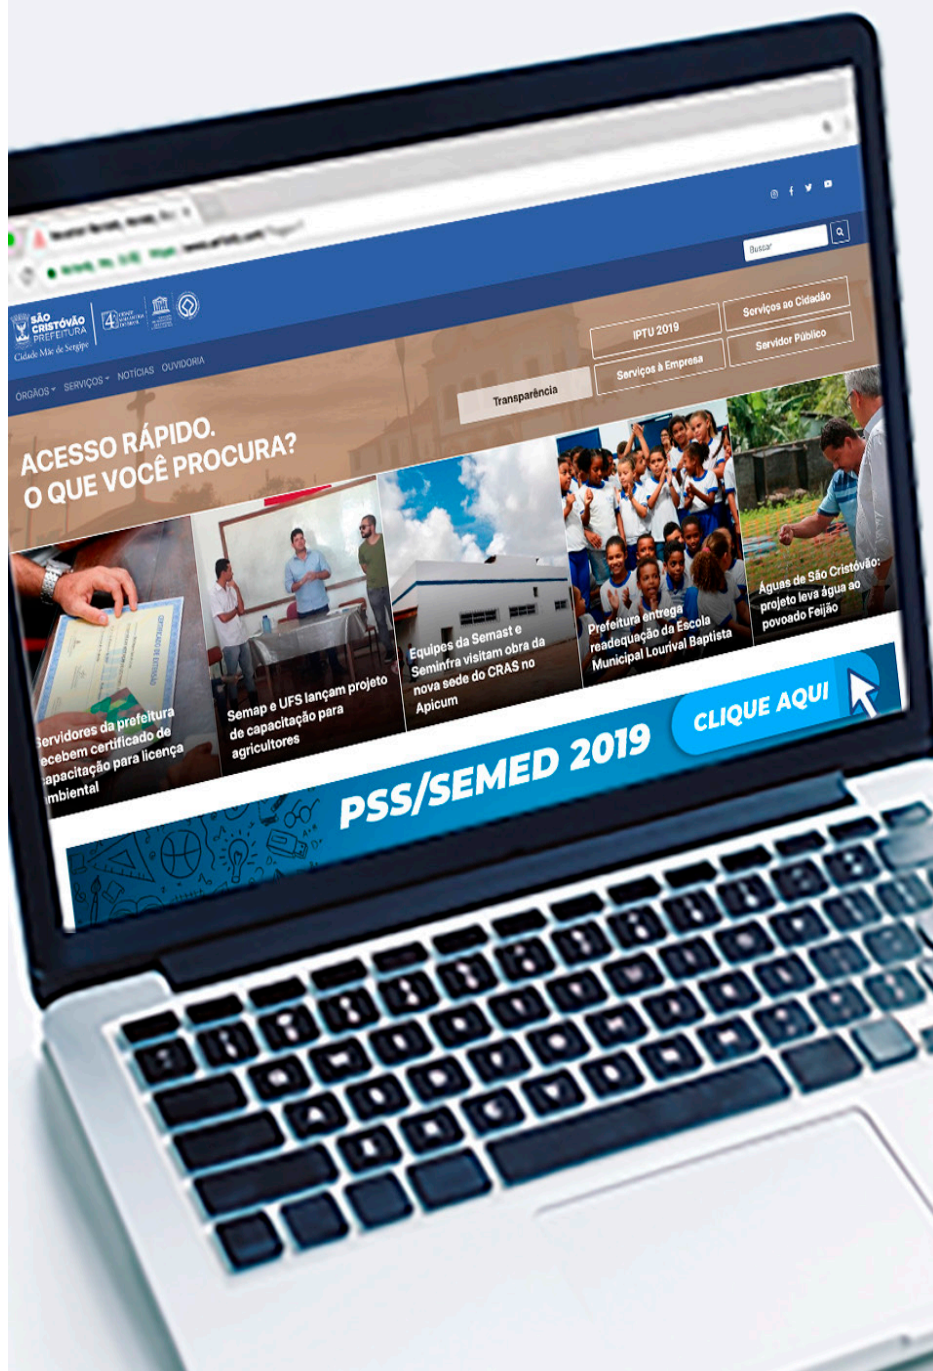 Buscar
SÃO
CRISTÓVÃO
PREFEITURA
Cidade Mãe de Sergipe
ÓRGÃOS SERVIÇOS NOTÍCIAS OUVIDORIA
ACESSO RÁPIDO.
O QUE VOCÊ PROCURA?
Transparência
IPTU 2019
Serviços ao Cidadão
Serviços à Empresa
Servidor Público
CERTIFICADO DE EXTENSÃO
Servidores da prefeitura
recebem certificado de
capacitação para licença
ambiental
Semap e UFS lançam projeto
de capacitação para
agricultores
Equipes da Semast e
Seminfra visitam obra da
nova sede do CRAS no
Apicum
Prefeitura entrega
readequação da Escola
Municipal Lourival Baptista
Águas de São Cristóvão:
projeto leva água ao
povoado Feijão
PSS/SEMED 2019
CLIQUE AQUI